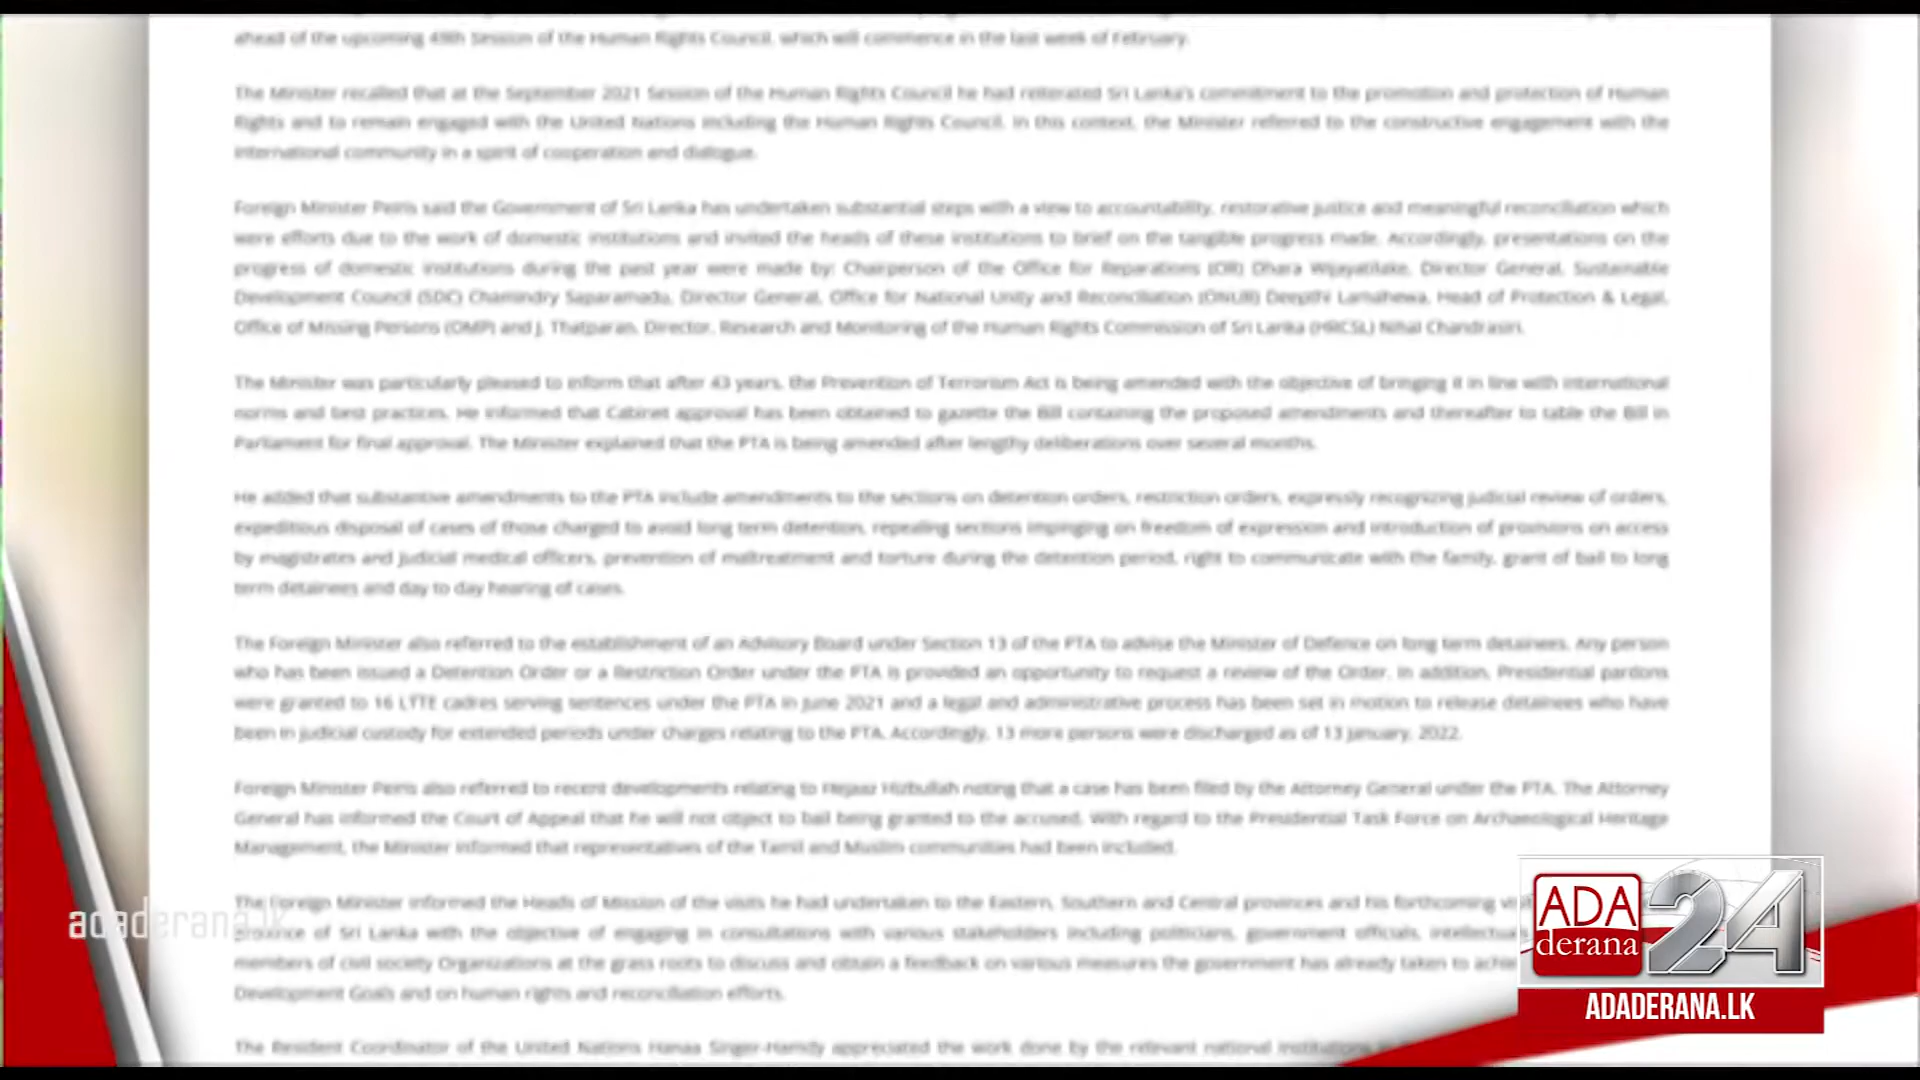 ahead of the upcoming 49th Session of the Human Rights Council, which will commence in the last week of February.
The Minister recalled that at the September 2021 Session of the Human Rights Council he had reiterated Sri Lanka's commitment to the promotion and protection of Human
Rights and to remain engaged with the United Nations including the Human Rights Council. In this context, the Minister referred to the constructive engagement with the
international community in a spirit of cooperation and dialogue.
Foreign Minister Peiris said the Government of Sri Lanka has undertaken substantial steps with a view to accountability, restorative justice and meaningful reconciliation which
were efforts due to the work of domestic institutions and invited the heads of these institutions to brief on the tangible progress made. Accordingly, presentations on the
progress of domestic institutions during the past year were made by: Chairperson of the Office for Reparations (OR) Dhara Wijayatilake, Director General, Sustainable
Development Council (SDC) Chamindry Saparamadu, Director General, Office for National Unity and Reconciliation (ONUR) Deepthi Lamahewa, Head of Protection & Legal,
Office of Missing Persons (OMP) and J. Thatparan, Director, Research and Monitoring of the Human Rights Commission of Sri Lanka (HRCSL) Nihal Chandrasiri.
The Minister was particularly pleased to inform that after 43 years, the Prevention of Terrorism Act is being amended with the objective of bringing it in line with international
norms and best practices. He informed that Cabinet approval has been obtained to gazette the Bill containing the proposed amendments and thereafter to table the Bill in
Parliament for final approval. The Minister explained that the PTA is being amended after lengthy deliberations over several months.
He added that substantive amendments to the PTA include amendments to the sections on detention orders, restriction orders, expressly recognizing judicial review of orders,
expeditious disposal of cases of those charged to avoid long term detention, repealing sections impinging on freedom of expression and introduction of provisions on access
by magistrates and judicial medical officers, prevention of maltreatment and torture during the detention period, right to communicate with the family, grant of bail to long
term detainees and day to day hearing of cases.
The Foreign Minister also referred to the establishment of an Advisory Board under Section 13 of the PTA to advise the Minister of Defence on long term detainees. Any person
who has been issued a Detention Order or a Restriction Order under the PTA is provided an opportunity to request a review of the Order. In addition, Presidential pardons
were granted to 16 LTTE cadres serving sentences under the PTA in June 2021 and a legal and administrative process has been set in motion to release detainees who have
been in judicial custody for extended periods under charges relating to the PTA. Accordingly, 13 more persons were discharged as of 13 January, 2022.
Foreign Minister Peiris also referred to recent developments relating to Hejaaz Hizbullah noting that a case has been filed by the Attorney General under the PTA. The Attorney
General has informed the Court of Appeal that he will not object to bail being granted to the accused. With regard to the Presidential Task Force on Archaeological Heritage
Management, the Minister informed that representatives of the Tamil and Muslim communities had been included.
The Foreign Minister informed the Heads of Mission of the visits he had undertaken to the Eastern, Southern and Central provinces and his forthcoming
province of Sri Lanka with the objective of engaging in consultations with various stakeholders including politicians, government officials,
members of civil society Organizations at the grass roots to discuss and obtain a feedback on various measures the government has already taken to
Development Goals and on human rights and reconciliation efforts.
The Resident Coordinator of the United Nations Hanaa Singer-Hamdy appreciated the work done by the relevant national institutions
adaderana.lk
ADA
derana
24
ADADERANA.LK